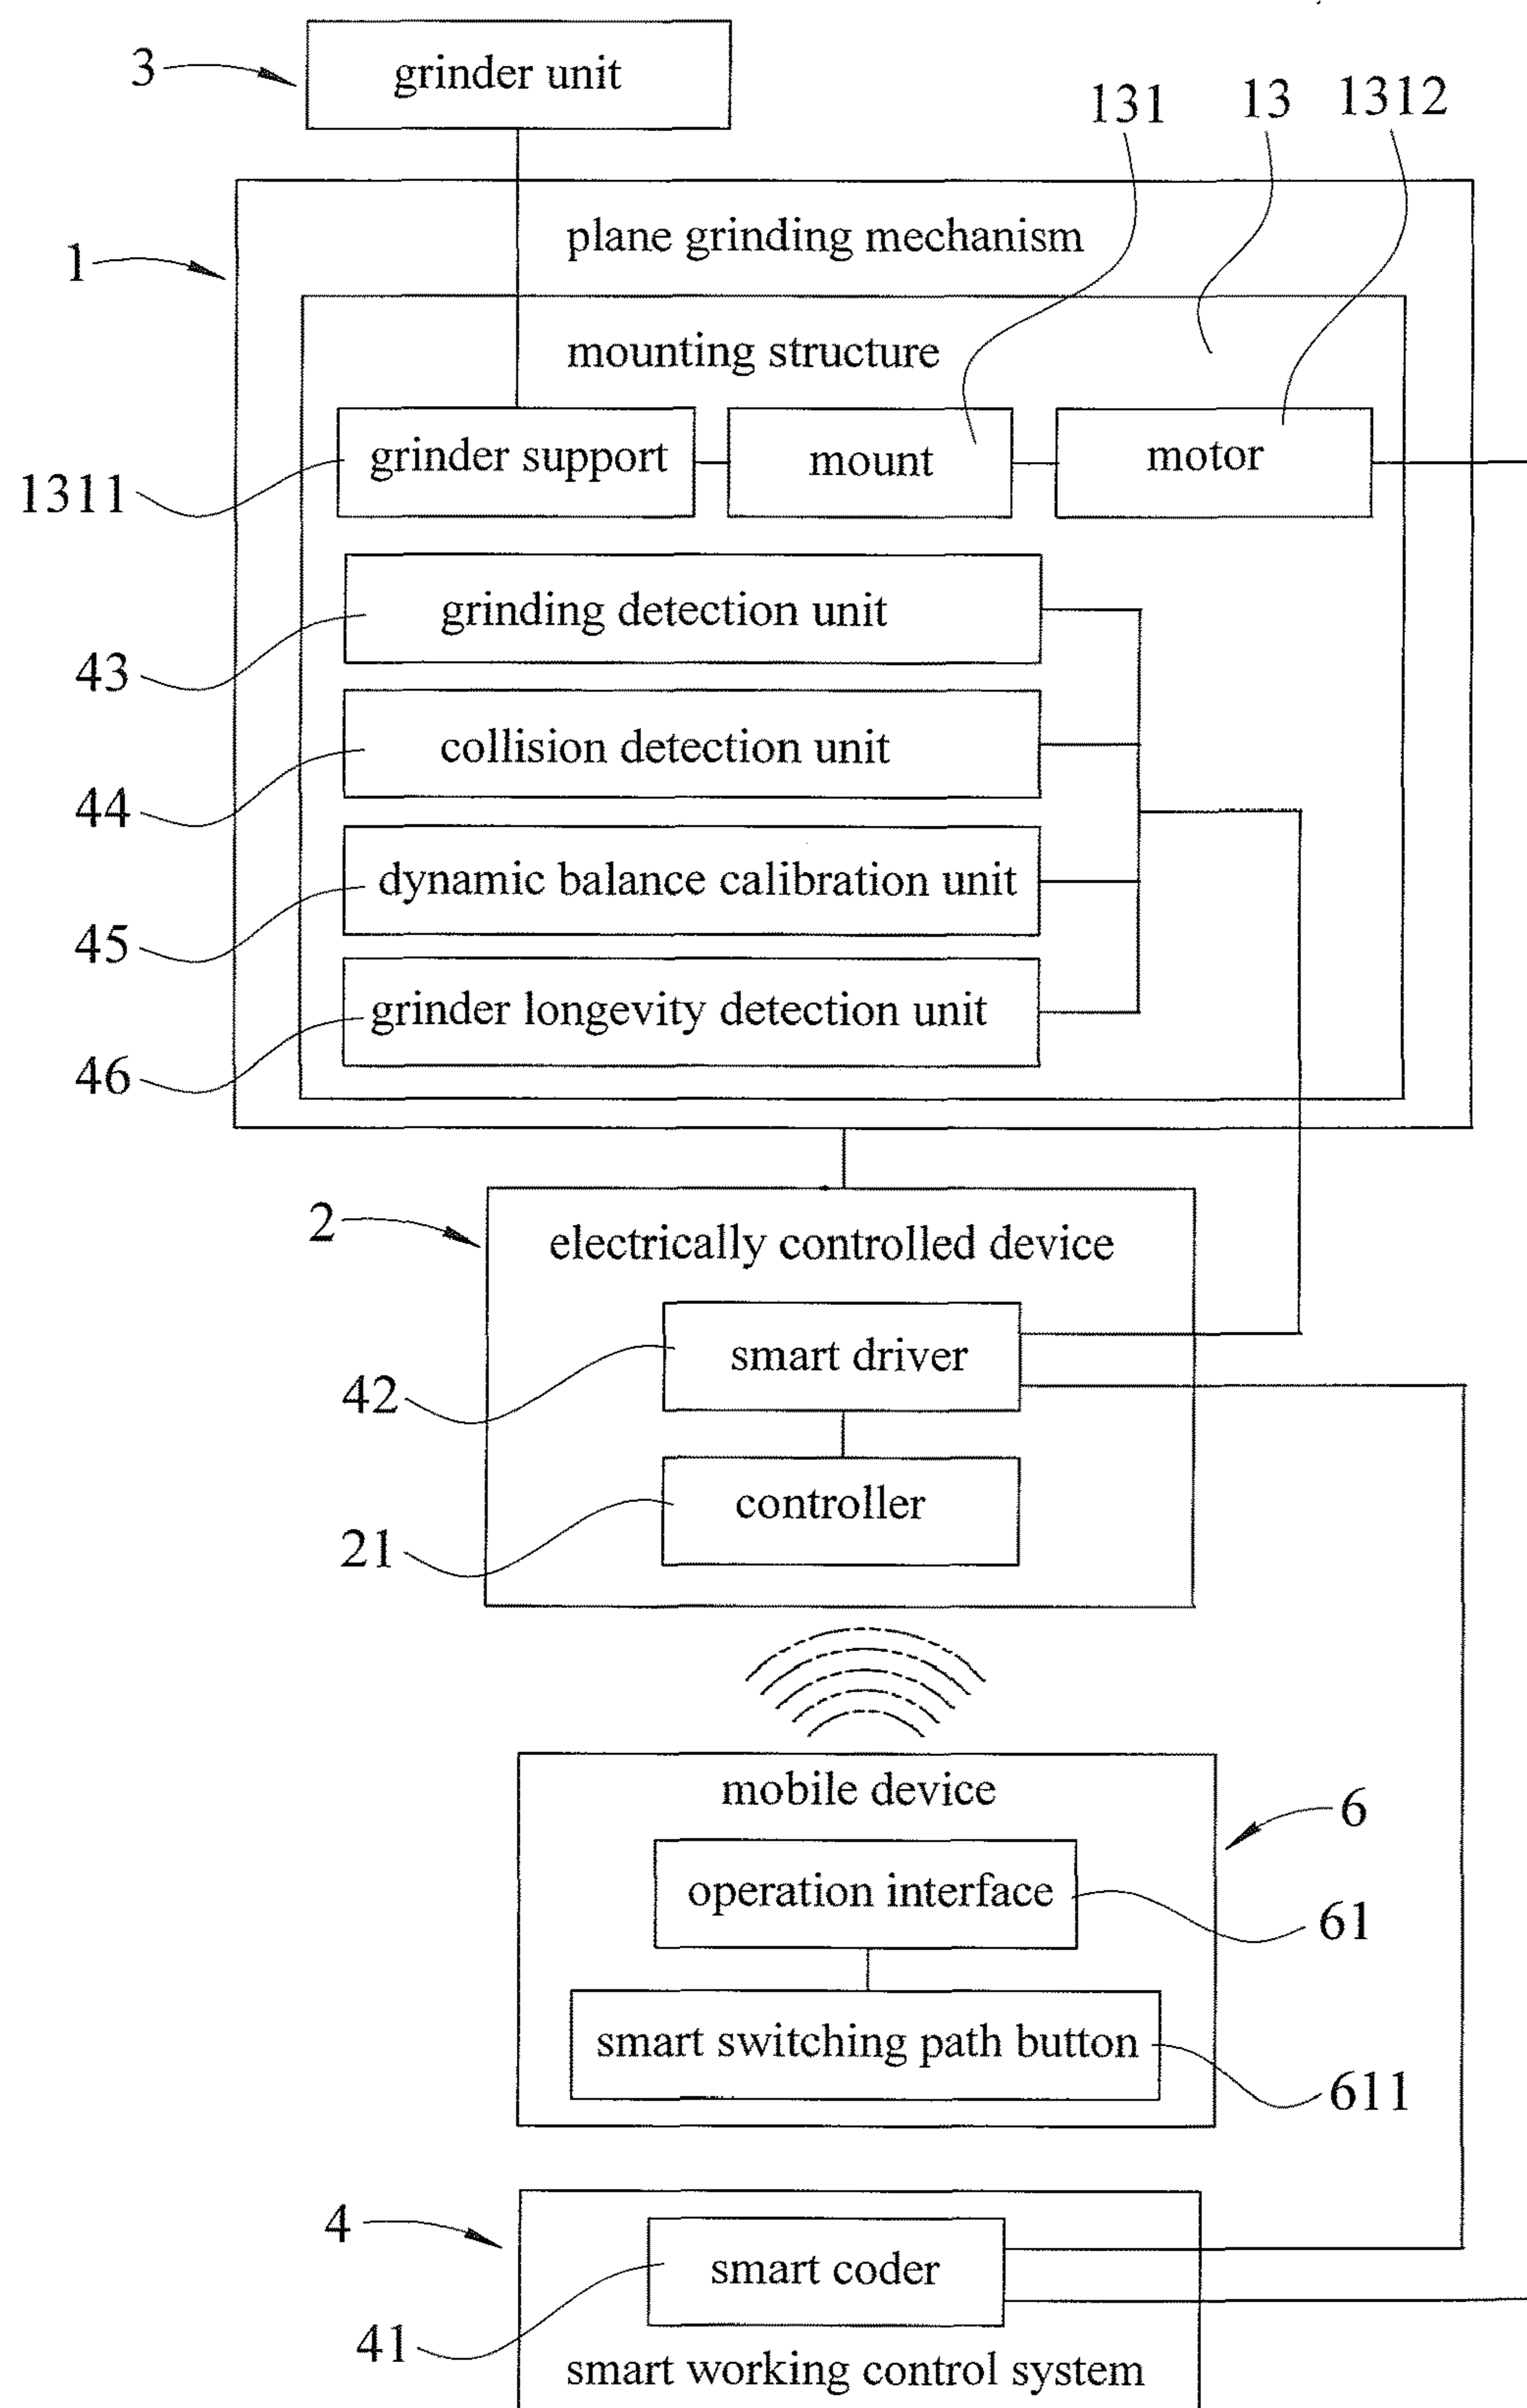 3
grinder unit
131
13
1312
1
plane grinding mechanism
mounting structure
grinder support
mount
motor
1311
grinding detection unit
43
collision detection unit
44
dynamic balance calibration unit
45
grinder longevity detection unit
46
2
electrically controlled device
smart driver
42
controller
21
mobile device
6
operation interface
61
smart switching path button
611
4
smart coder
41
smart working control system